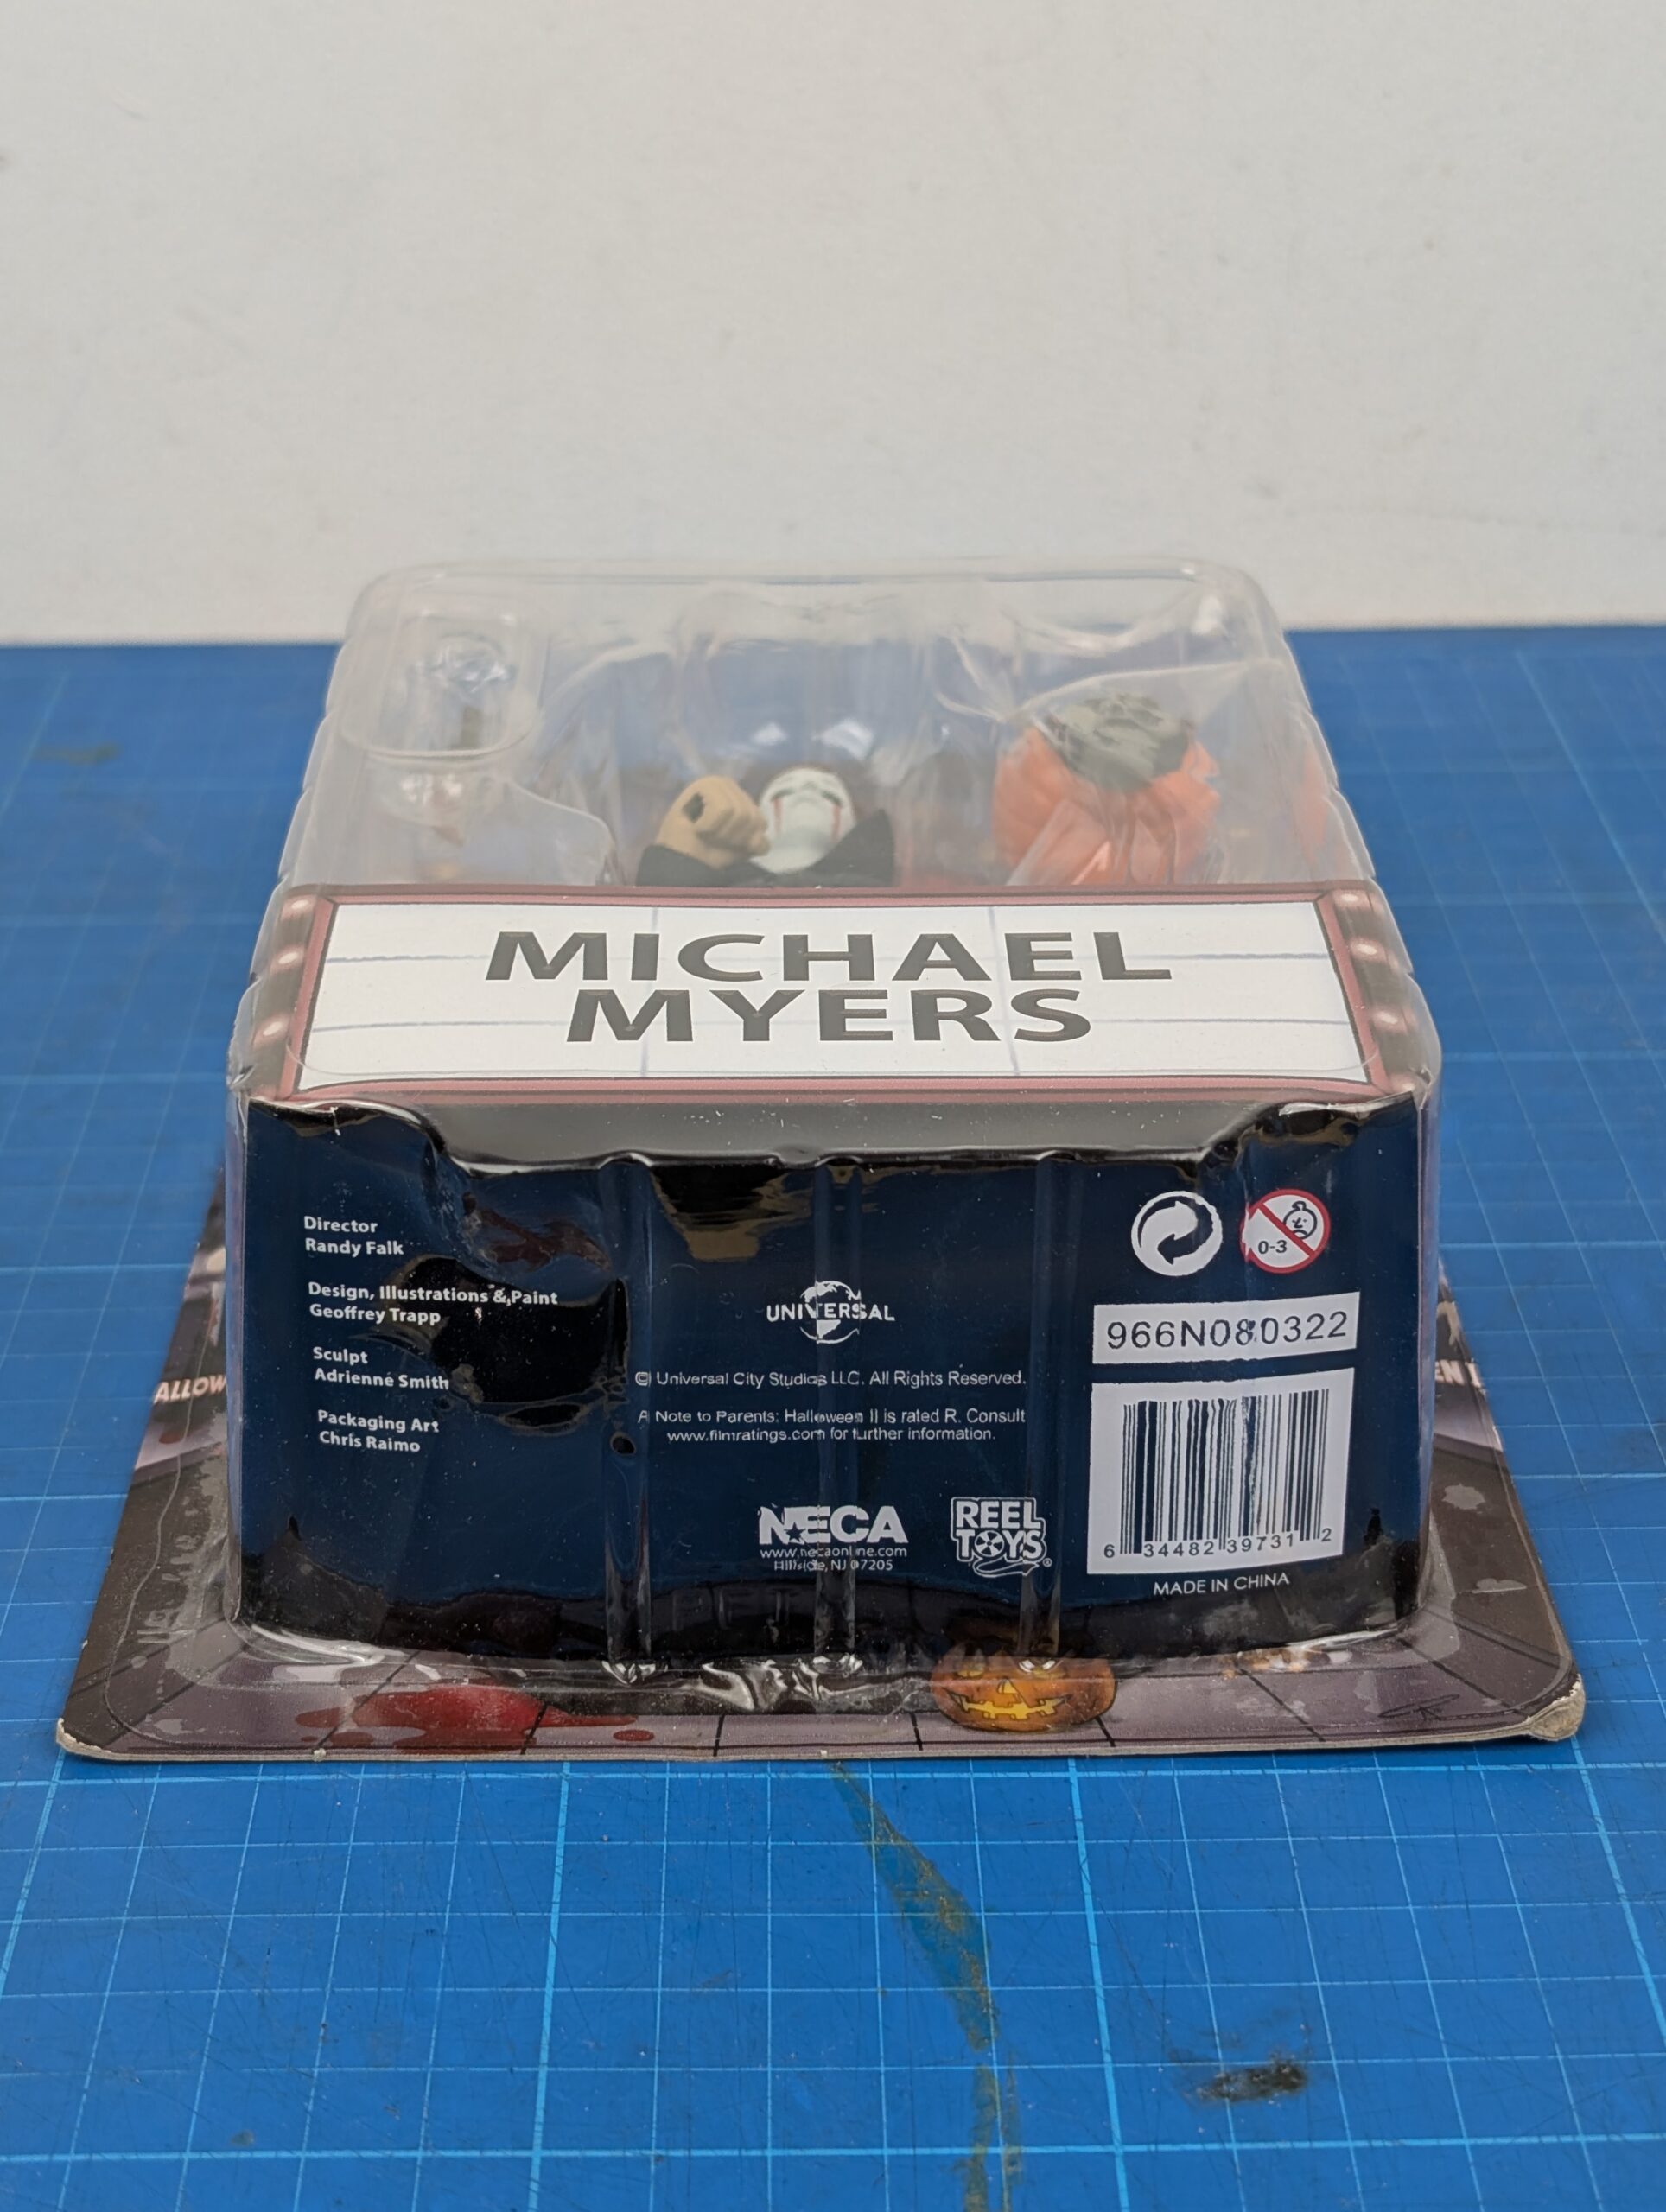 MICHAEL
MYERS
Director
Randy Falk
Design, Illustrations & Paint
Geoffrey Trapp
Sculpt
Adrienne Smith
Packaging Art
Chris Raimo
UNIVERSAL
© Universal City Studios LLC. All Rights Reserved.
A Note to Parents: Halloween II is rated R. Consult
www.filmratings.com for further information.
NECA
www.necaonline.com
Hillside, NJ 07205
REEL
TOYS
0-3
966N080322
6 34482 39731 2
MADE IN CHINA